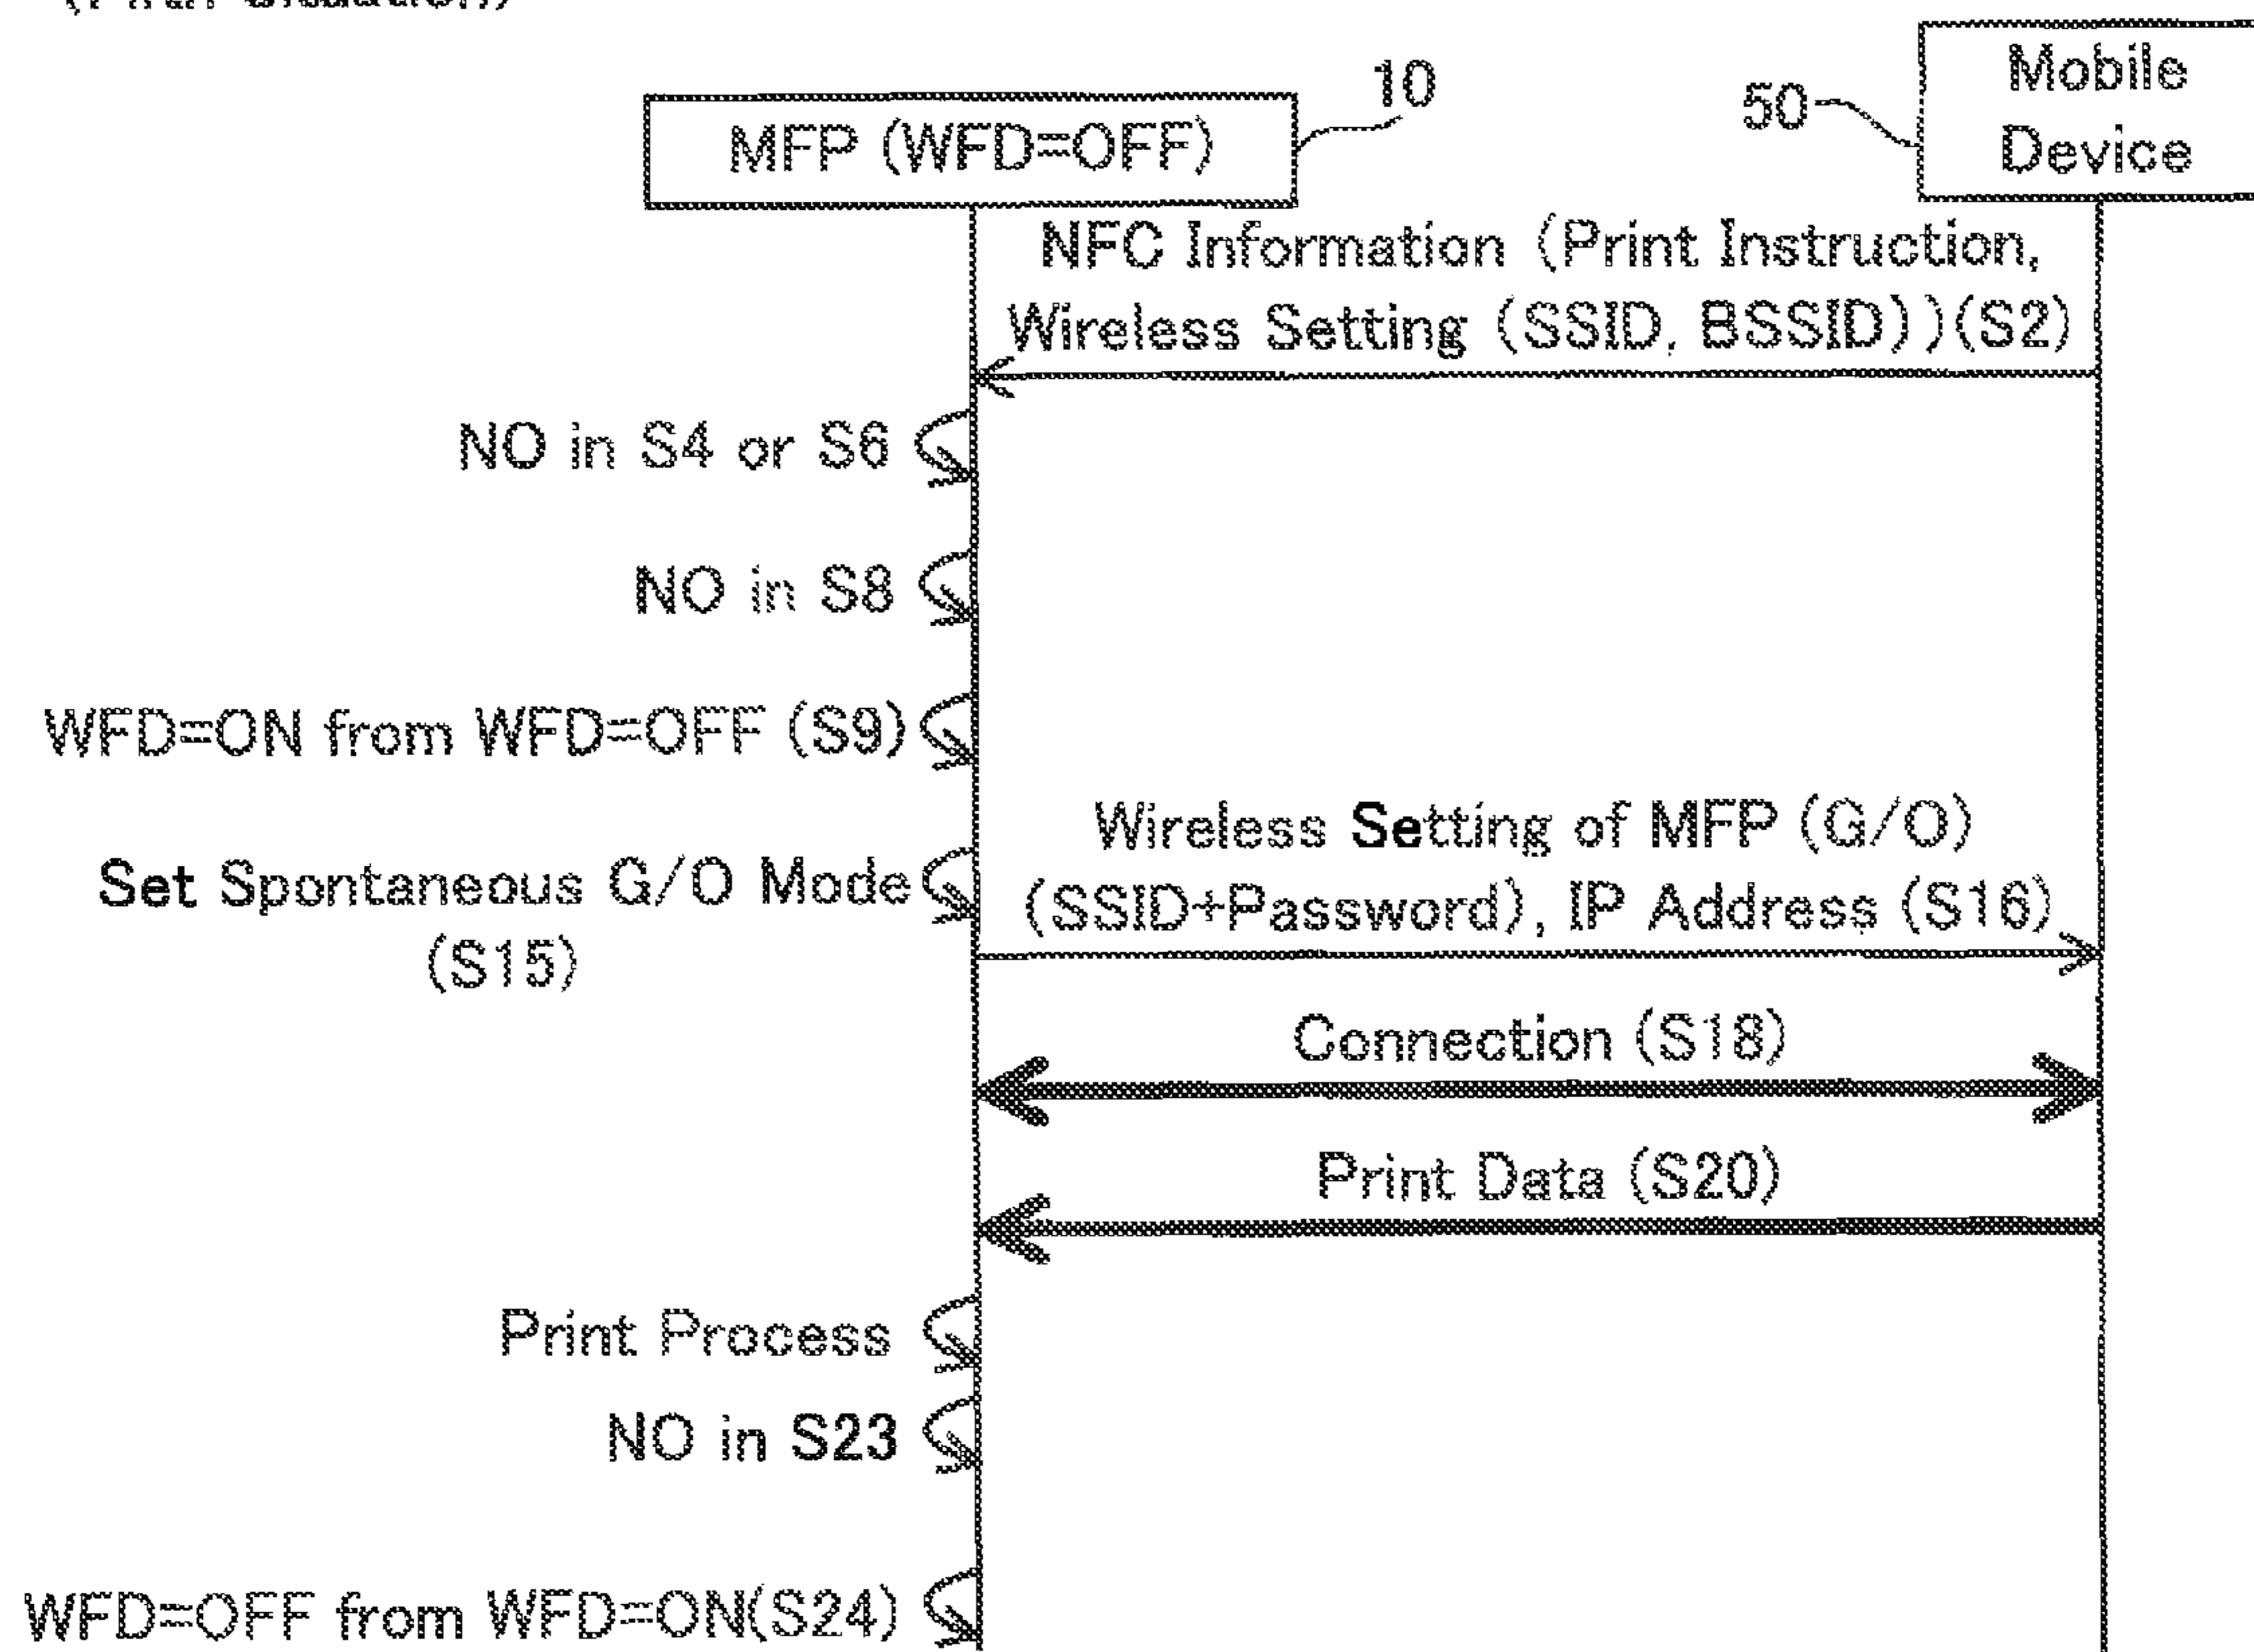 10
MFP (WFD=OFF)
50
Mobile
Device
NFC Information (Print Instruction,
Wireless Setting (SSID, BSSID))(S2)
NO in S4 or S6
NO in S8
WFD=ON from WFD=OFF (S9)
Set Spontaneous G/O Mode
(S15)
Wireless Setting of MFP (G/O)
(SSID+Password), IP Address (S16)
Connection (S18)
Print Data (S20)
Print Process
NO in S23
WFD=OFF from WFD=ON(S24)